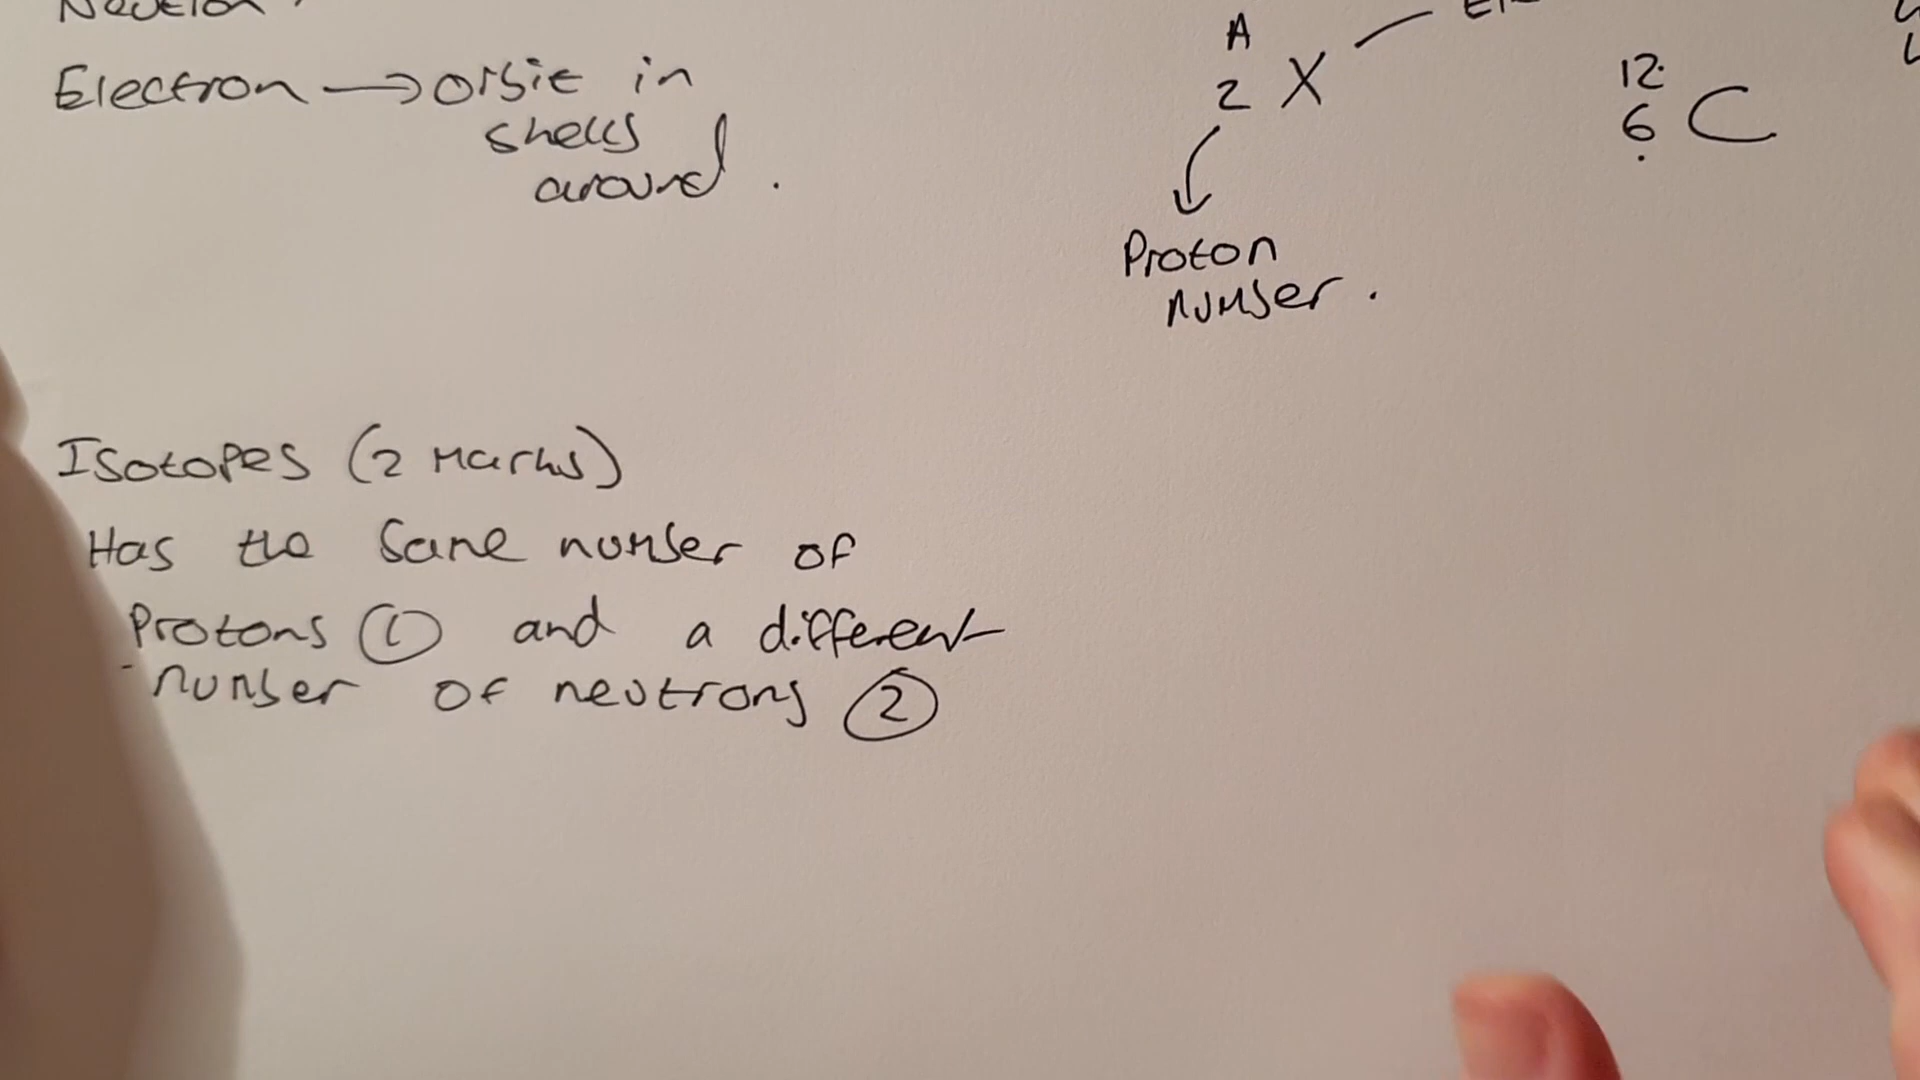 Electron → orbit in
shells
around .
A
Z X
Proton
number .
12
6 C
Isotopes (2 marks)
Has the same number of
Protons ① and a different
number of neutrons ②